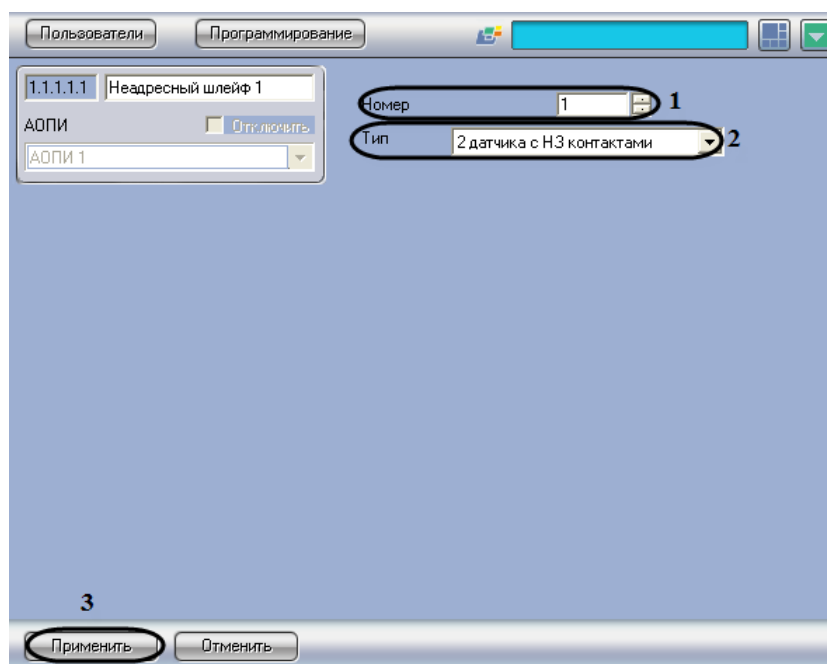 Пользователи Программирование
1.1.1.1.1 Неадресный шлейф 1
Номер 1 1
АОПИ Отключить
Тип 2 датчика с НЗ контактами 2
АОПИ 1
3
Применить Отменить